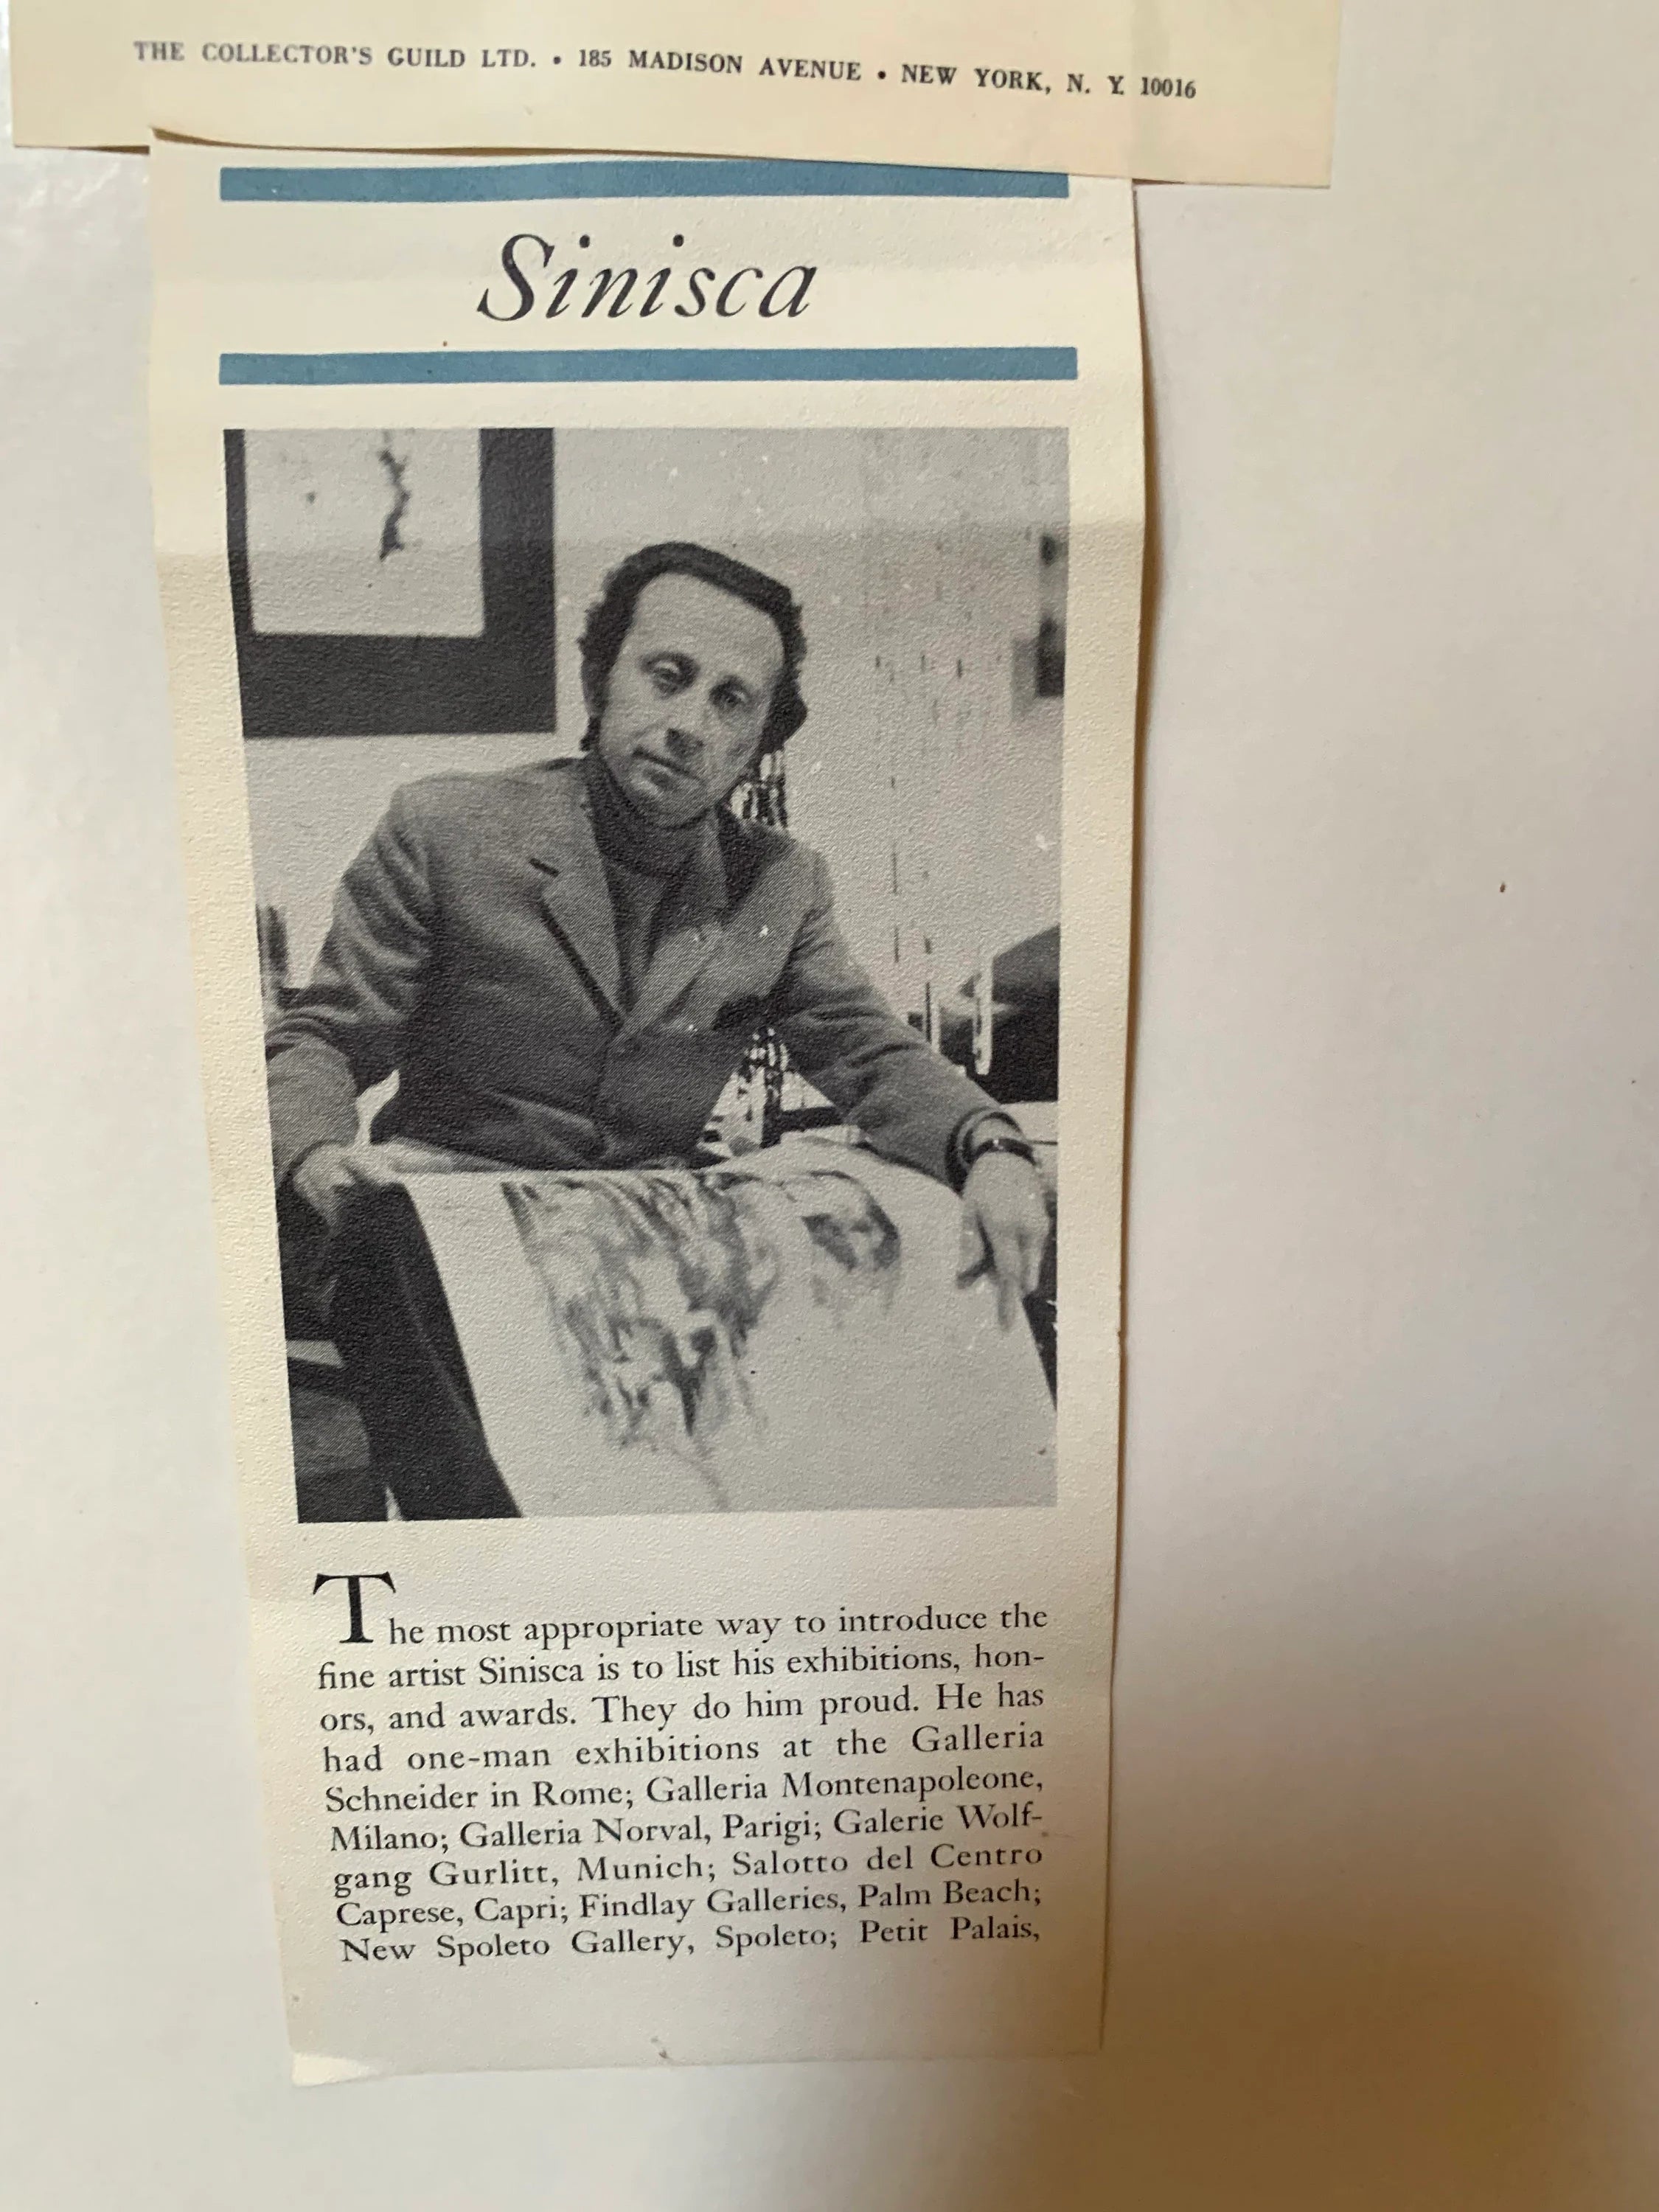 THE COLLECTOR'S GUILD LTD. • 185 MADISON AVENUE • NEW YORK, N. Y. 10016
Sinisca
The most appropriate way to introduce the
fine artist Sinisca is to list his exhibitions, hon-
ors, and awards. They do him proud. He has
had one-man exhibitions at the Galleria
Schneider in Rome; Galleria Montenapoleone,
Milano; Galleria Norval, Parigi; Galerie Wolf-
gang Gurlitt, Munich; Salotto del Centro
Caprese, Capri; Findlay Galleries, Palm Beach;
New Spoleto Gallery, Spoleto; Petit Palais,